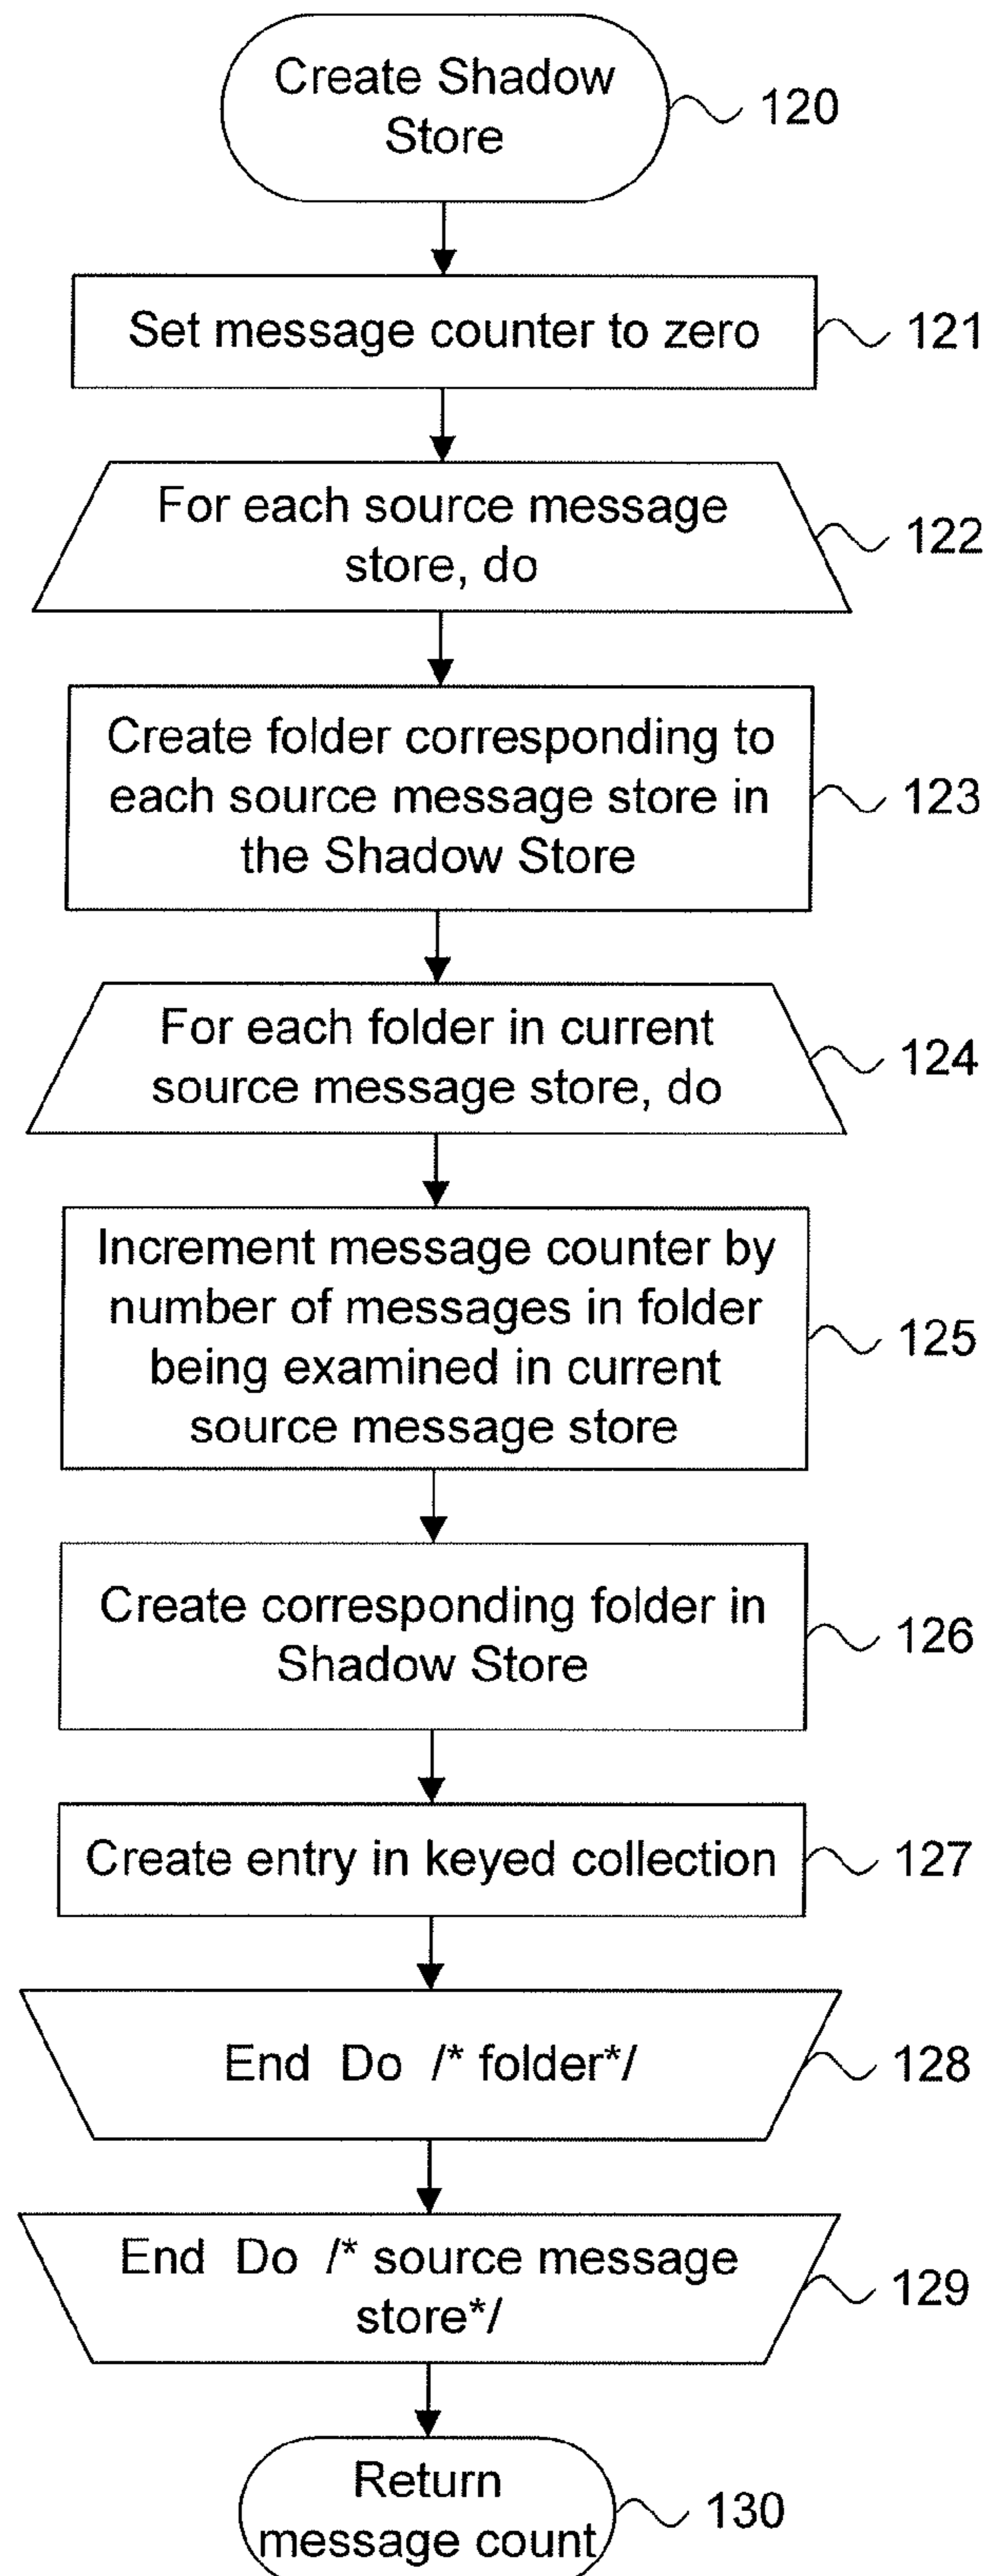 Create Shadow
Store
120
Set message counter to zero
121
For each source message
store, do
122
Create folder corresponding to
each source message store in
the Shadow Store
123
For each folder in current
source message store, do
124
Increment message counter by
number of messages in folder
being examined in current
source message store
125
Create corresponding folder in
Shadow Store
126
Create entry in keyed collection
127
End Do /* folder*/
128
End Do /* source message
store*/
129
Return
message count
130